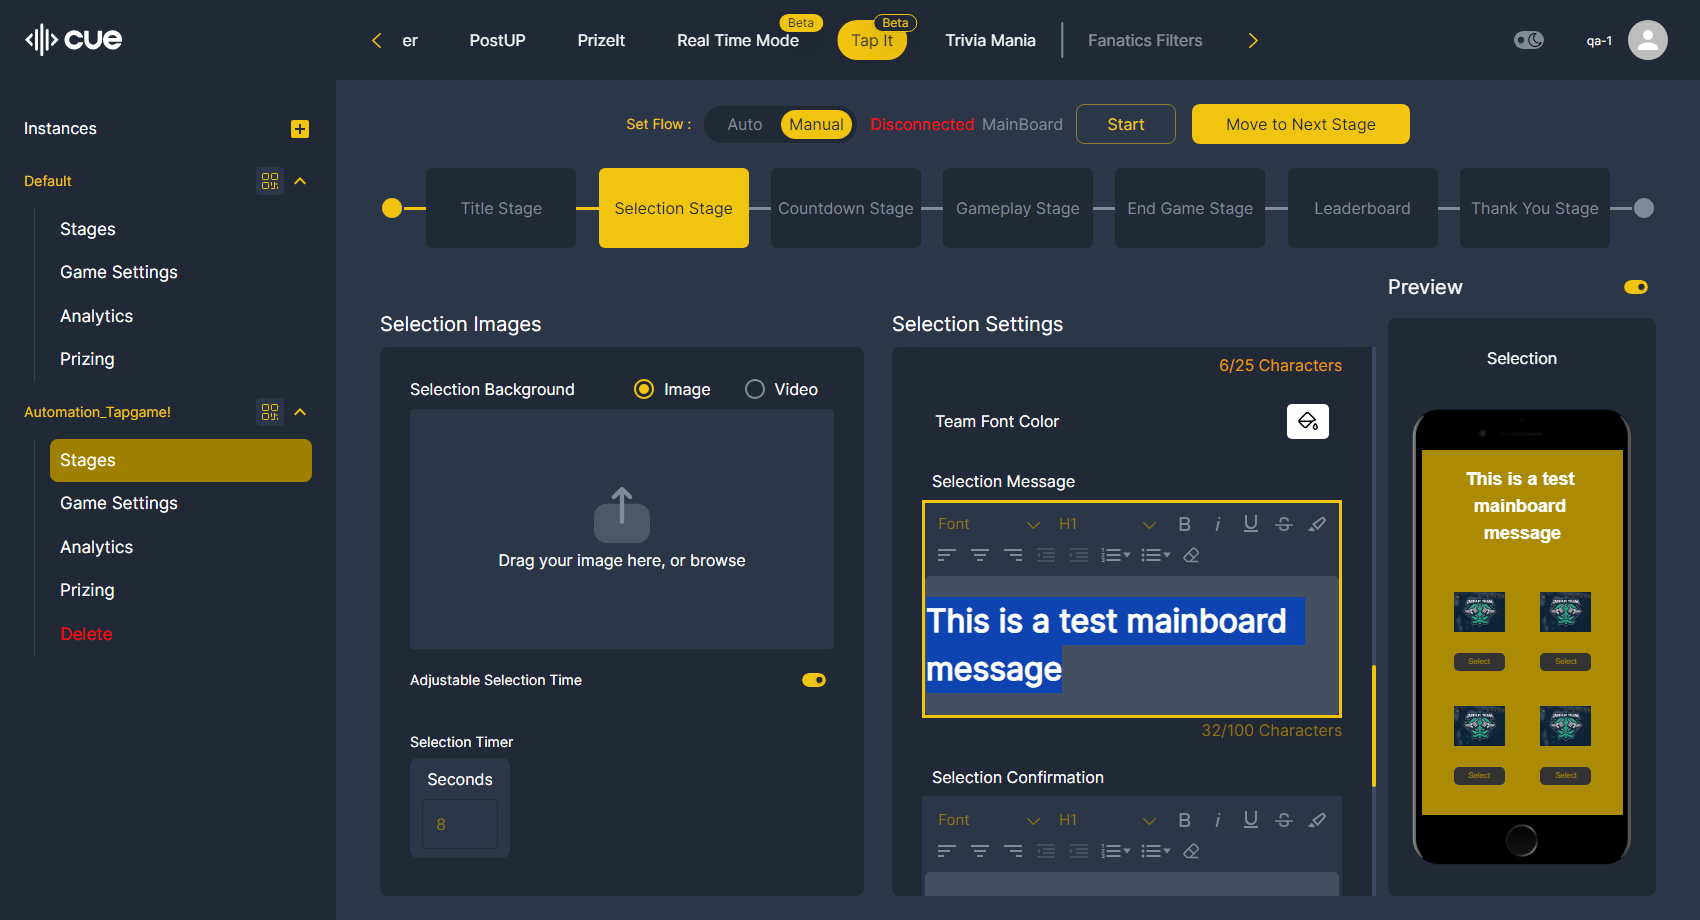 cue
er
PostUP
PrizeIt
Real Time Mode
Beta
Tap It
Beta
Trivia Mania
Fanatics Filters
qa-1
Instances
Default
Stages
Game Settings
Analytics
Prizing
Automation_Tapgame!
Stages
Game Settings
Analytics
Prizing
Delete
Set Flow :
Auto
Manual
Disconnected MainBoard
Start
Move to Next Stage
Title Stage
Selection Stage
Countdown Stage
Gameplay Stage
End Game Stage
Leaderboard
Thank You Stage
Selection Images
Selection Background
Image
Video
Drag your image here, or browse
Adjustable Selection Time
Selection Timer
Seconds
8
Selection Settings
6/25 Characters
Team Font Color
Selection Message
Font
H1
B
i
U
S
This is a test mainboard
message
32/100 Characters
Selection Confirmation
Font
H1
B
i
U
S
Preview
Selection
This is a test
mainboard
message
Select
Select
Select
Select